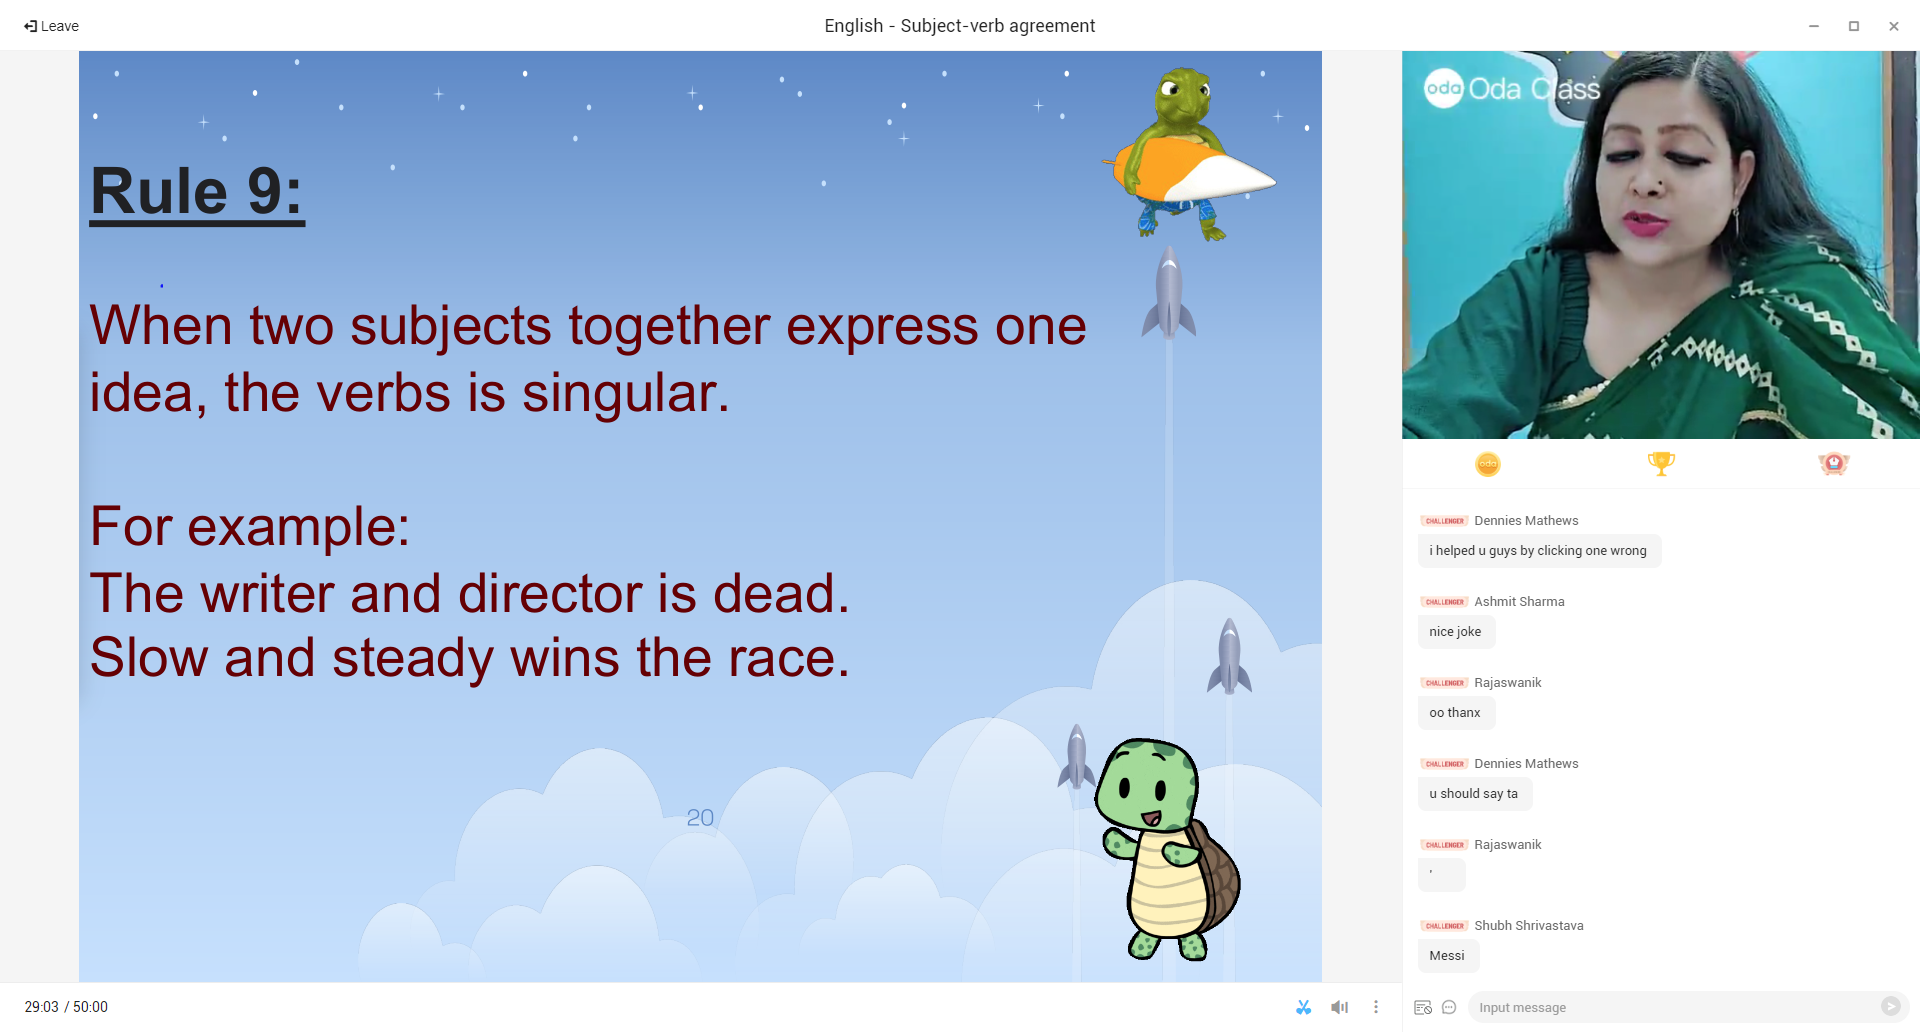 Leave
English - Subject-verb agreement
Rule 9:
When two subjects together express one
idea, the verbs is singular.
For example:
The writer and director is dead.
Slow and steady wins the race.
20
oda Oda Class
oda
CHALLENGER Dennies Mathews
i helped u guys by clicking one wrong
CHALLENGER Ashmit Sharma
nice joke
CHALLENGER Rajaswanik
oo thanx
CHALLENGER Dennies Mathews
u should say ta
CHALLENGER Rajaswanik
'
CHALLENGER Shubh Shrivastava
Messi
29:03 / 50:00
Input message